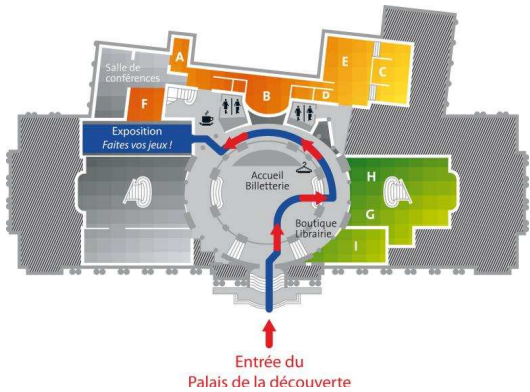 A
Salle de
conférences
F
B
D
E
C
Exposition
Faites vos jeux !
Accueil
Billetterie
Boutique
Librairie
H
G
I
Entrée du
Palais de la découverte